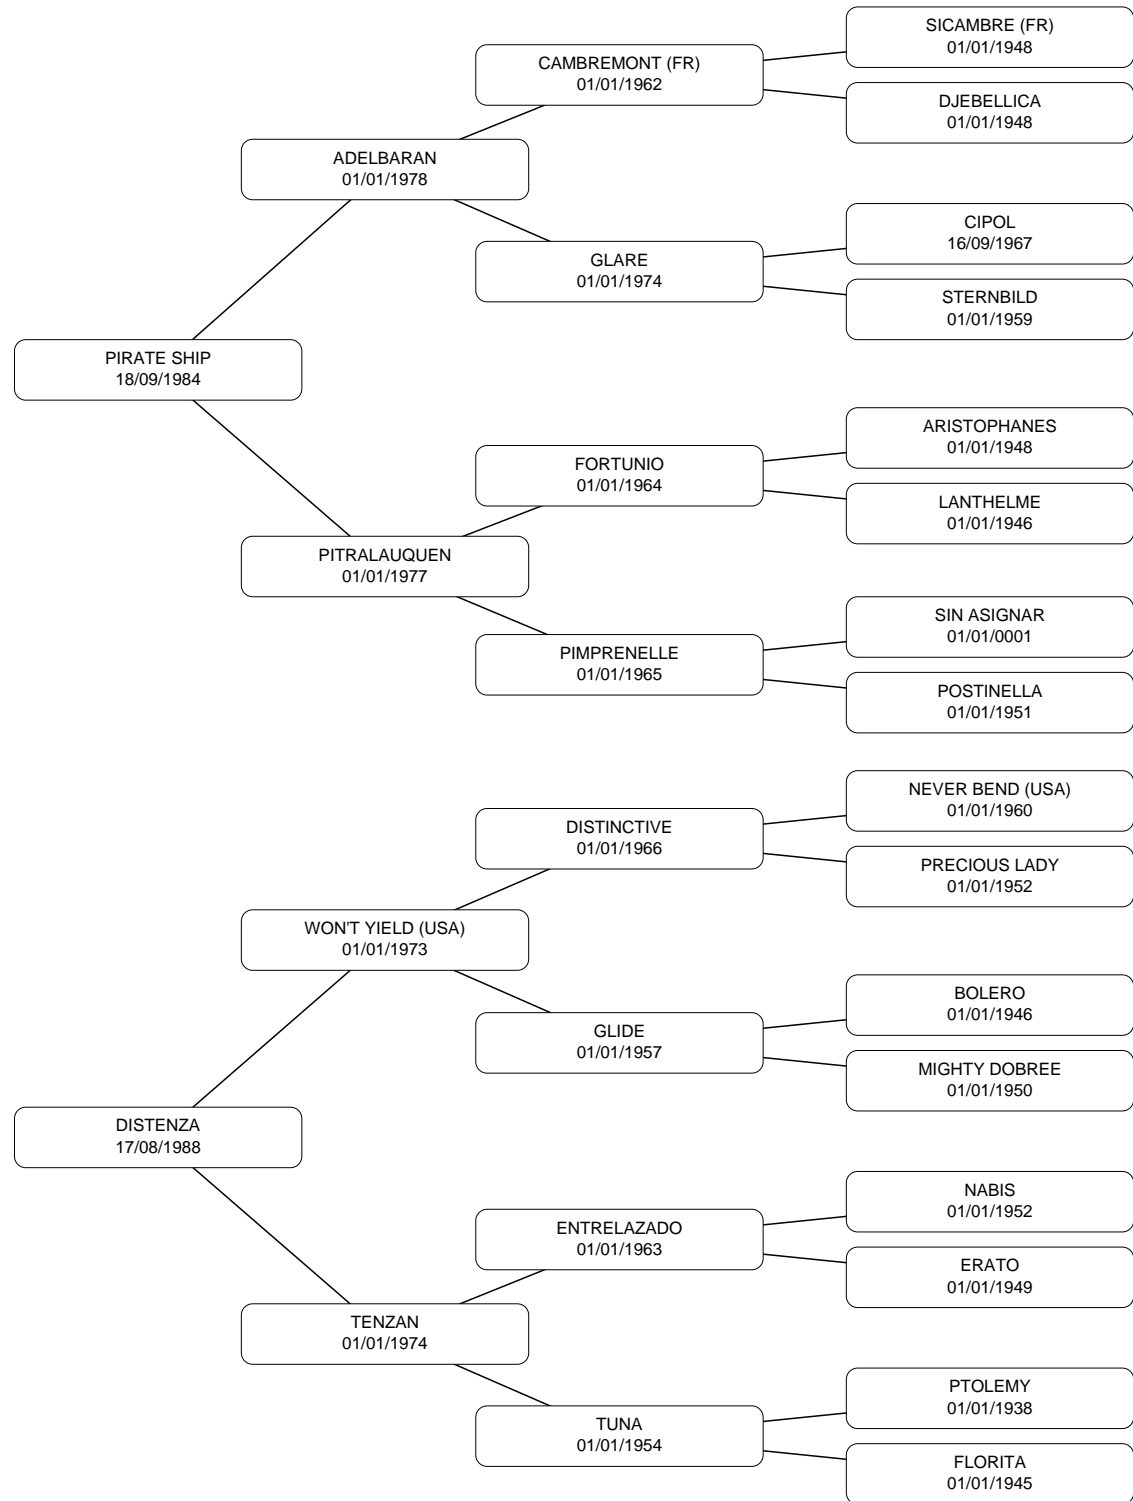 SICAMBRE (FR)
01/01/1948
CAMBREMONT (FR)
01/01/1962
DJEBELLICA
01/01/1948
ADELBARAN
01/01/1978
CIPOL
16/09/1967
GLARE
01/01/1974
STERNBILD
01/01/1959
PIRATE SHIP
18/09/1984
ARISTOPHANES
01/01/1948
FORTUNIO
01/01/1964
LANTHELME
01/01/1946
PITRALAUQUEN
01/01/1977
SIN ASIGNAR
01/01/0001
PIMPRENELLE
01/01/1965
POSTINELLA
01/01/1951
NEVER BEND (USA)
01/01/1960
DISTINCTIVE
01/01/1966
PRECIOUS LADY
01/01/1952
WON'T YIELD (USA)
01/01/1973
BOLERO
01/01/1946
GLIDE
01/01/1957
MIGHTY DOBREE
01/01/1950
DISTENZA
17/08/1988
NABIS
01/01/1952
ENTRELAZADO
01/01/1963
ERATO
01/01/1949
TENZAN
01/01/1974
PTOLEMY
01/01/1938
TUNA
01/01/1954
FLORITA
01/01/1945